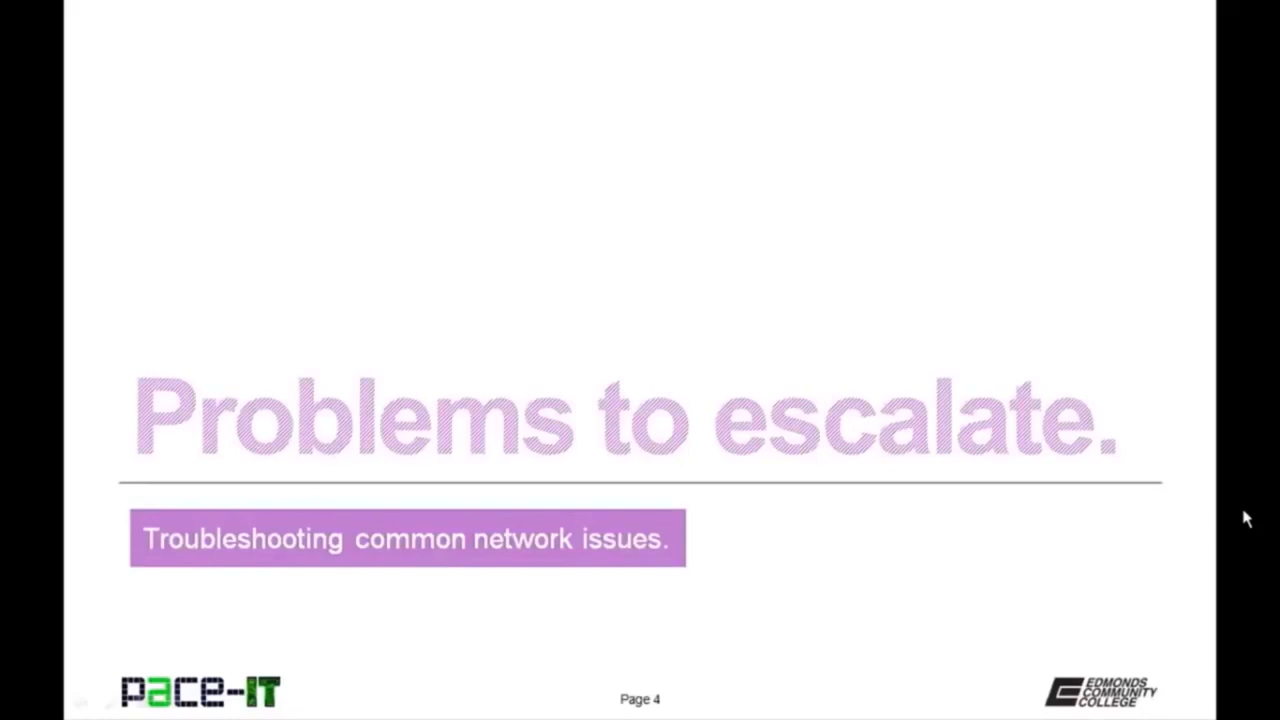 Problems to escalate.
Troubleshooting common network issues.
pace-IT
Page 4
EDMONDS
COMMUNITY
COLLEGE